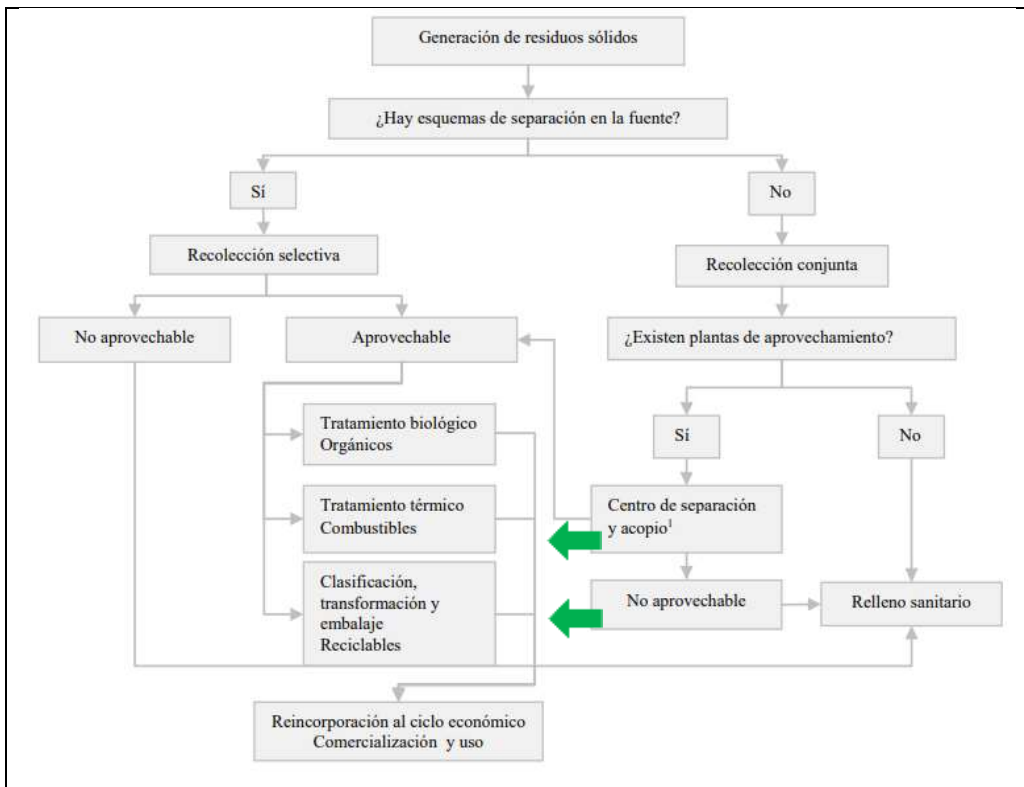 Generación de residuos sólidos
¿Hay esquemas de separación en la fuente?
Sí
No
Recolección selectiva
Recolección conjunta
No aprovechable
Aprovechable
¿Existen plantas de aprovechamiento?
Tratamiento biológico
Orgánicos
Sí
No
Tratamiento térmico
Combustibles
Centro de separación
y acopio¹
Clasificación,
transformación y
embalaje
Reciclables
No aprovechable
Relleno sanitario
Reincorporación al ciclo económico
Comercialización y uso